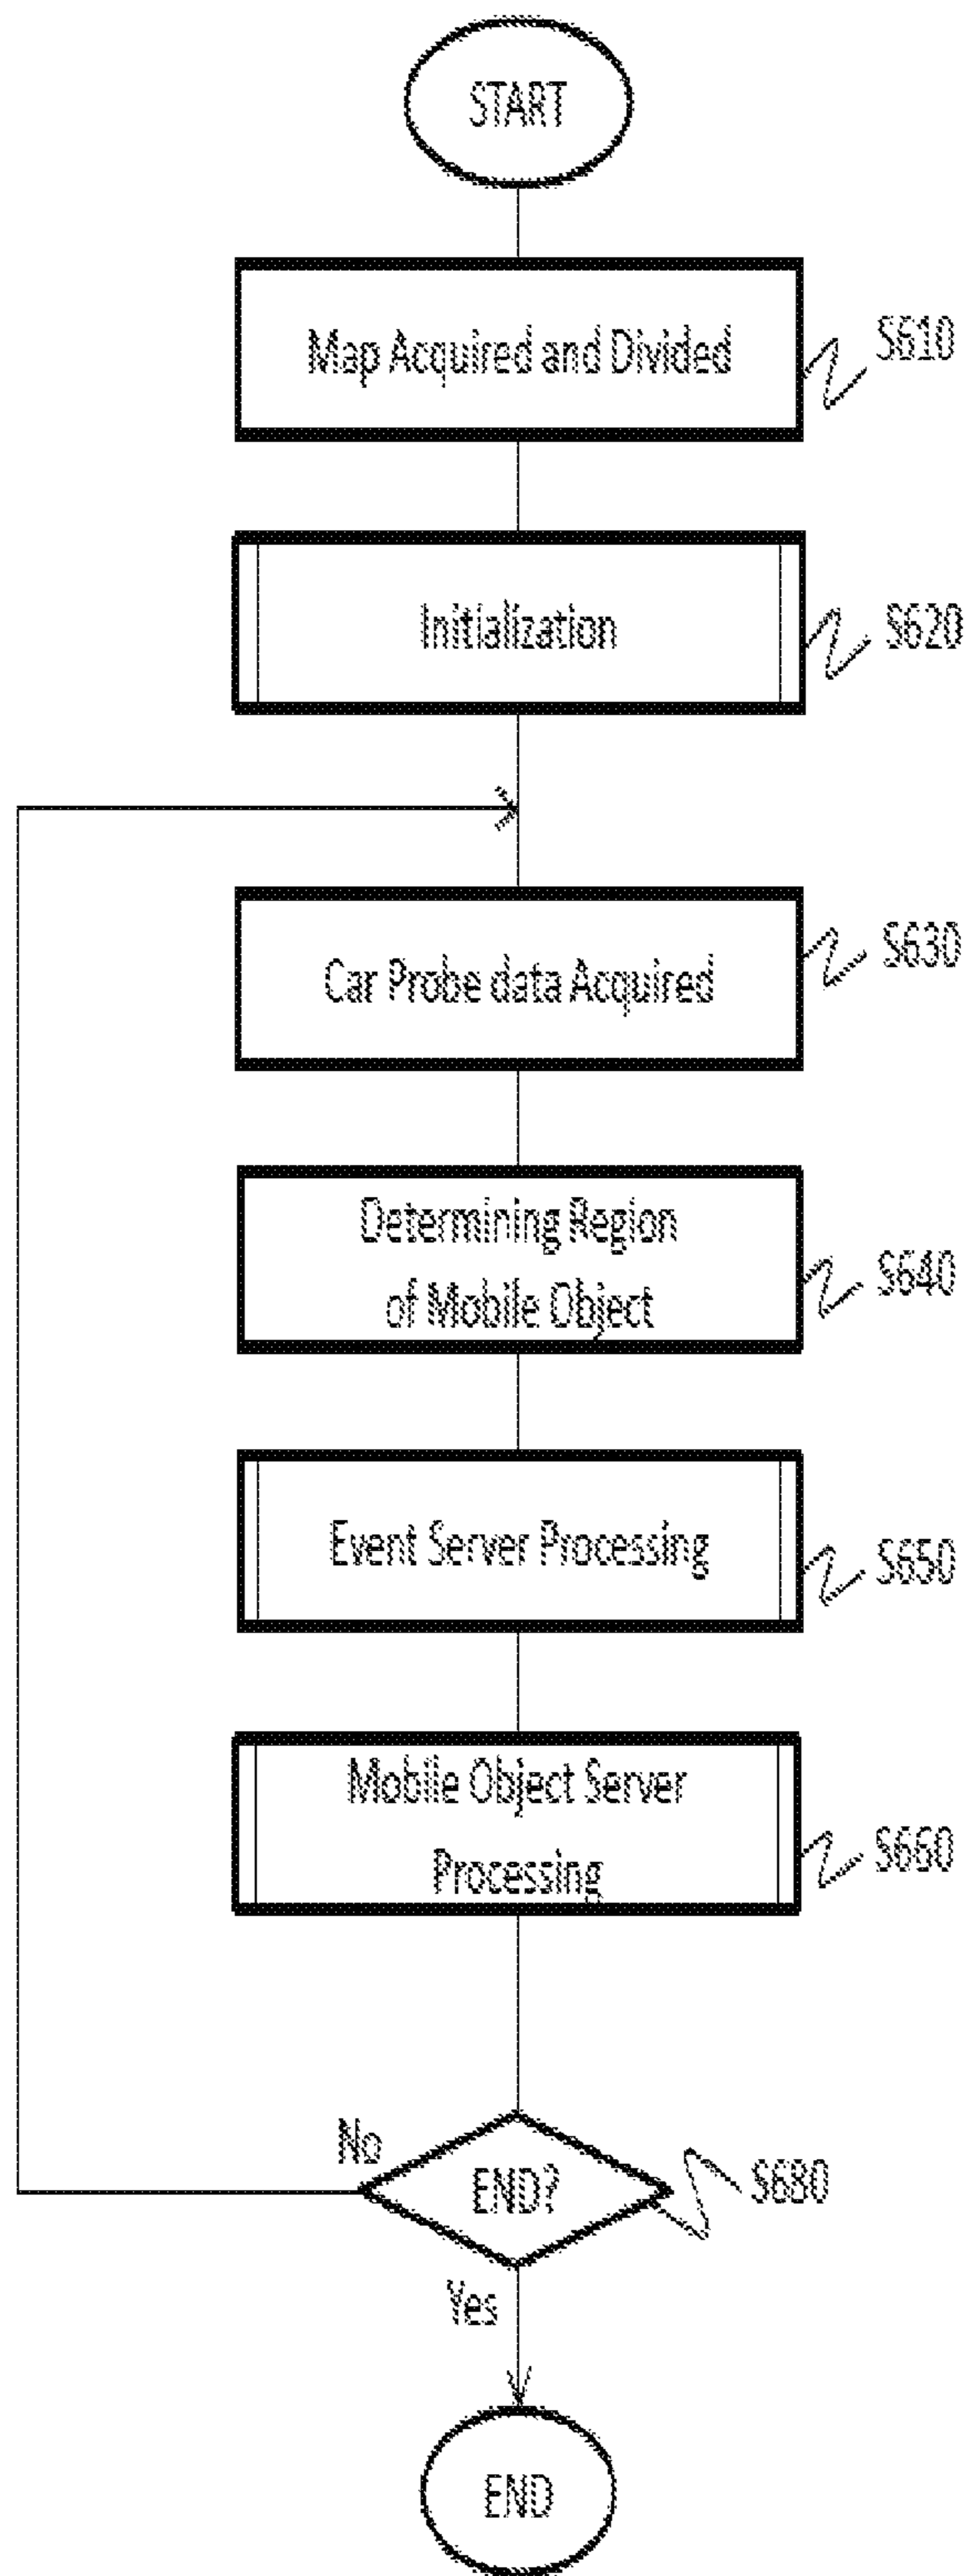 START
Map Acquired and Divided
S610
Initialization
S620
Car Probe data Acquired
S630
Determining Region
of Mobile Object
S640
Event Server Processing
S650
Mobile Object Server
Processing
S660
No
END?
S680
Yes
END